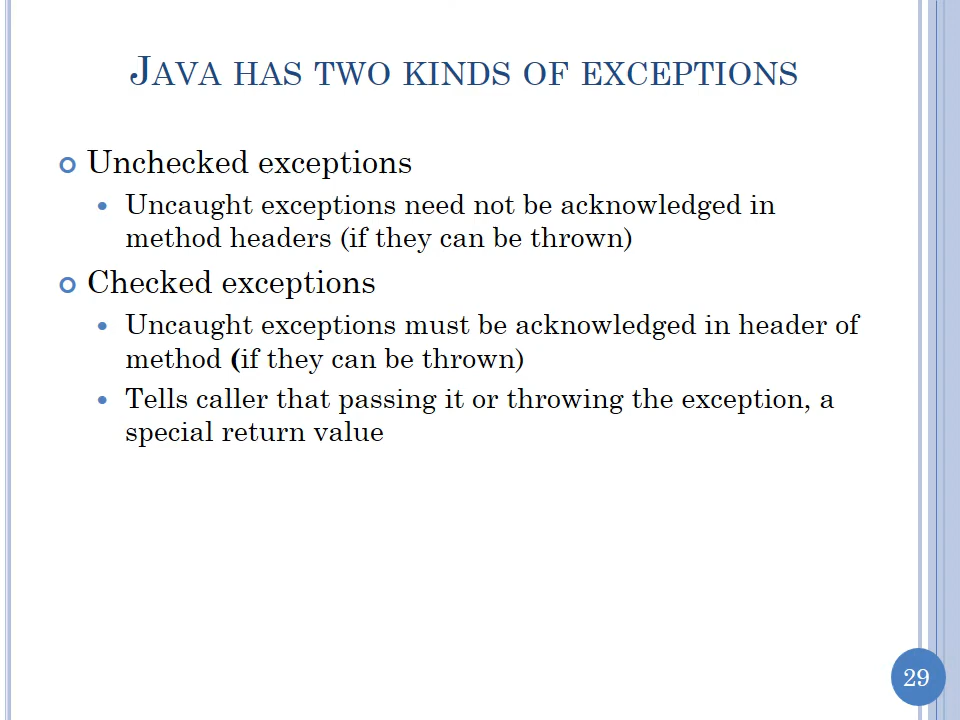 JAVA HAS TWO KINDS OF EXCEPTIONS
Unchecked exceptions
Uncaught exceptions need not be acknowledged in
method headers (if they can be thrown)
Checked exceptions
Uncaught exceptions must be acknowledged in header of
method (if they can be thrown)
Tells caller that passing it or throwing the exception, a
special return value
29